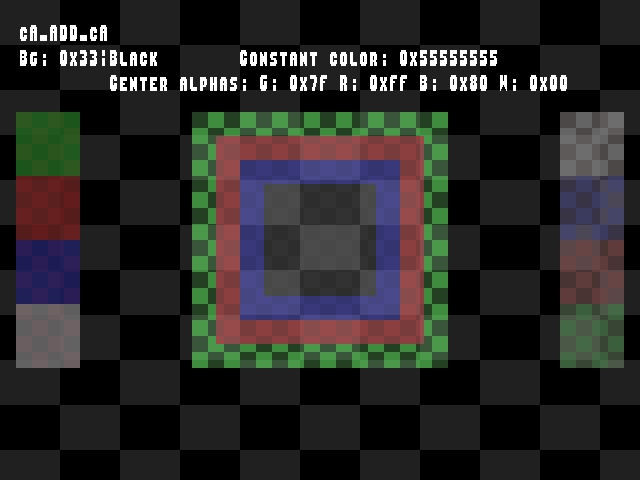 cA_ADD_cA
Bg: 0x33¦Black Constant color: 0x55555555
Center alphas: G: 0x7f R: 0xff B: 0x80 W: 0x00